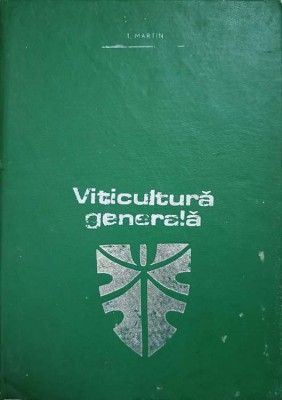 T. MARTIN
Viticultură
generală